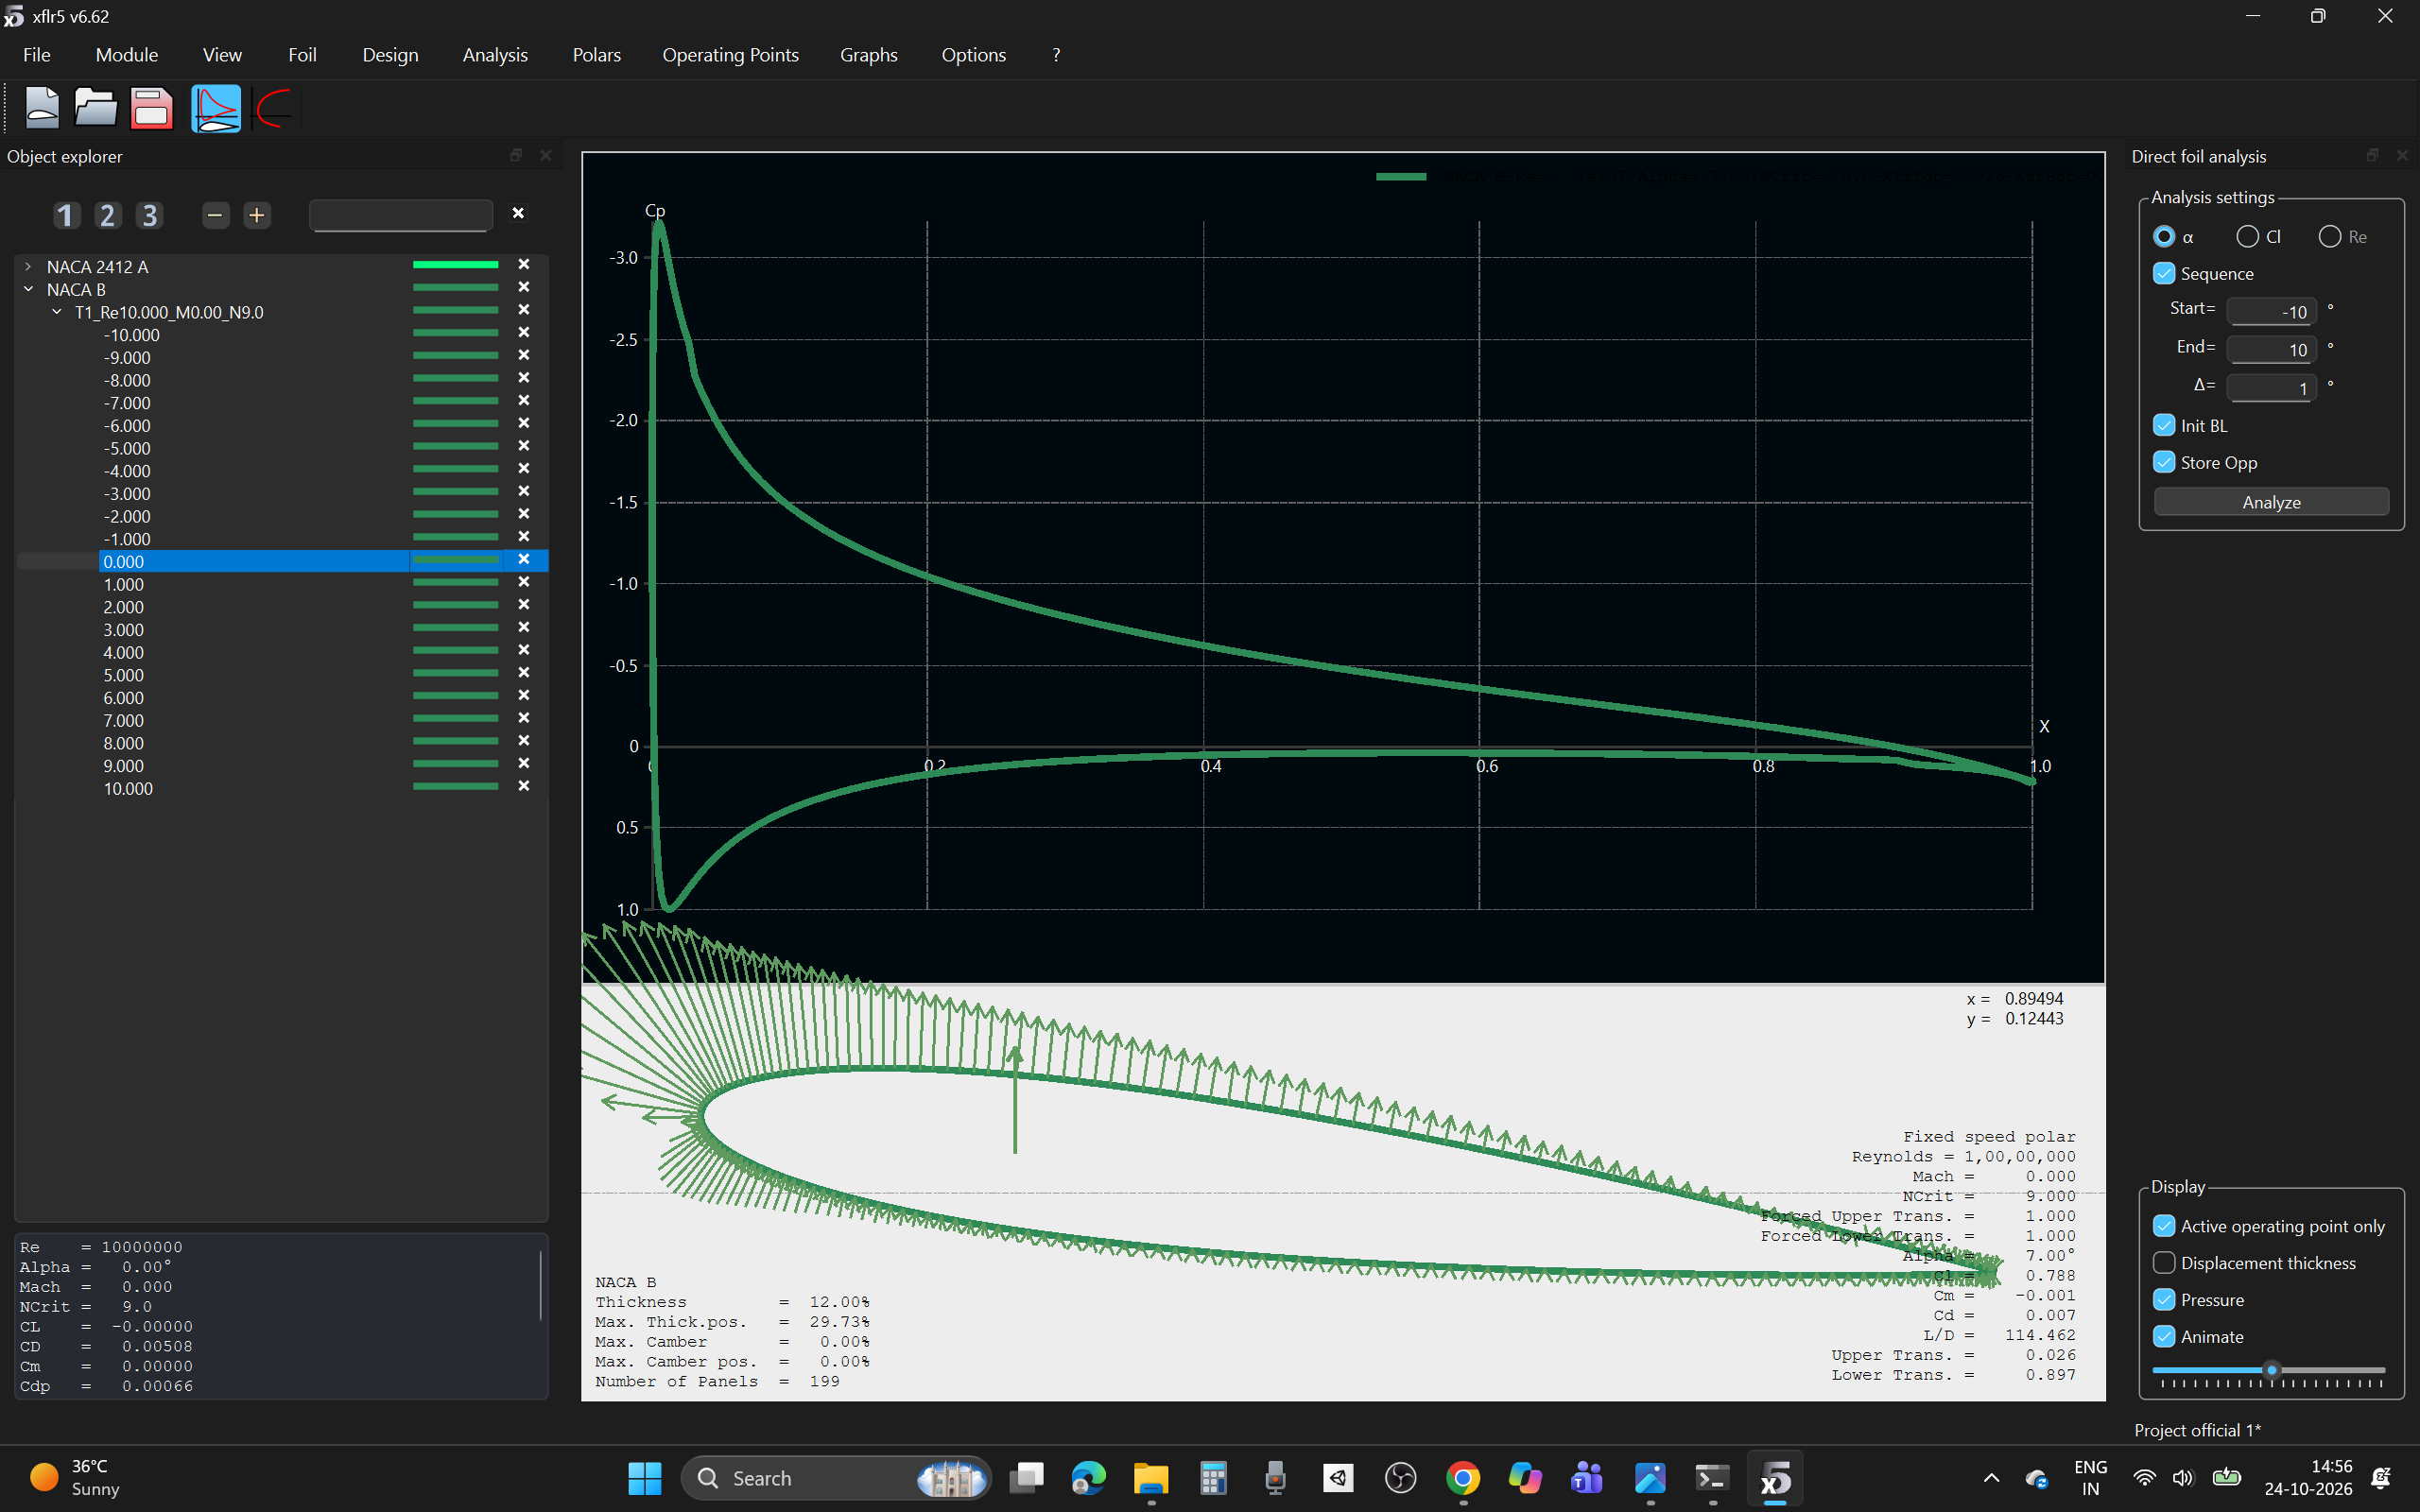 xflr5 v6.62
File Module View Foil Design Analysis Polars Operating Points Graphs Options ?
Object explorer
1 2 3 − +
NACA 2412 A
NACA B
T1_Re10.000_M0.00_N9.0
-10.000
-9.000
-8.000
-7.000
-6.000
-5.000
-4.000
-3.000
-2.000
-1.000
0.000
1.000
2.000
3.000
4.000
5.000
6.000
7.000
8.000
9.000
10.000
Re = 10000000
Alpha = 0.00°
Mach = 0.000
NCrit = 9.0
CL = -0.00000
CD = 0.00508
Cm = 0.00000
Cdp = 0.00066
Cp
-3.0
-2.5
-2.0
-1.5
-1.0
-0.5
0
0.5
1.0
X
0.2 0.4 0.6 0.8 1.0
x = 0.89494
y = 0.12443
Fixed speed polar
Reynolds = 1,00,00,000
Mach = 0.000
NCrit = 9.000
Forced Upper Trans. = 1.000
Forced Lower Trans. = 1.000
Alpha = 7.00°
Cl = 0.788
Cm = -0.001
Cd = 0.007
L/D = 114.462
Upper Trans. = 0.026
Lower Trans. = 0.897
NACA B
Thickness = 12.00%
Max. Thick.pos. = 29.73%
Max. Camber = 0.00%
Max. Camber pos. = 0.00%
Number of Panels = 199
Direct foil analysis
Analysis settings
α Cl Re
Sequence
Start= -10 °
End= 10 °
Δ= 1 °
Init BL
Store Opp
Analyze
Display
Active operating point only
Displacement thickness
Pressure
Animate
Project official 1*
36°C
Sunny
Search
ENG
IN
14:56
24-10-2026